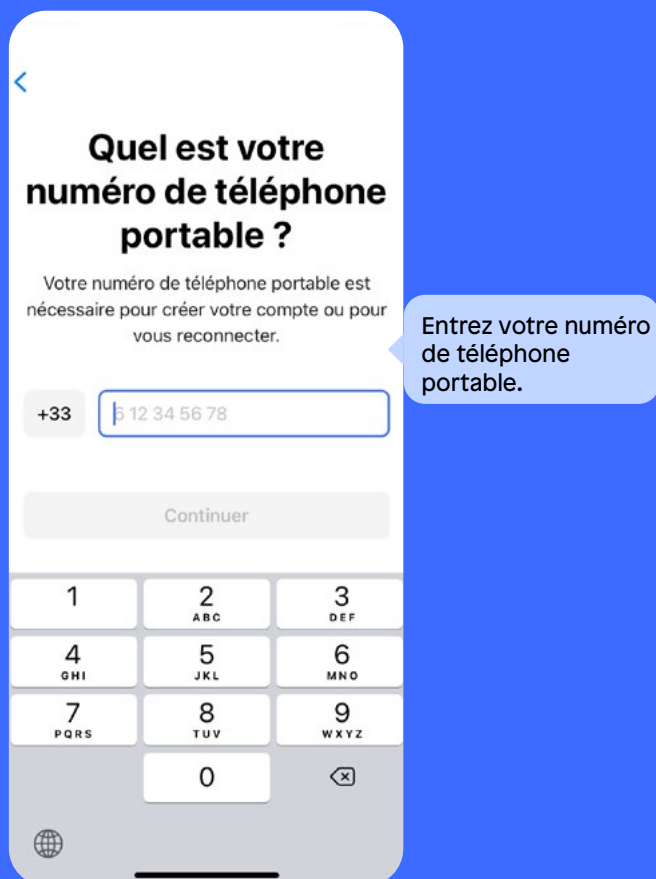 Quel est votre
numéro de téléphone
portable ?
Votre numéro de téléphone portable est
nécessaire pour créer votre compte ou pour
vous reconnecter.
Entrez votre numéro
de téléphone
portable.
+33
6 12 34 56 78
Continuer
1
2
ABC
3
DEF
4
GHI
5
JKL
6
MNO
7
PQRS
8
TUV
9
WXYZ
0